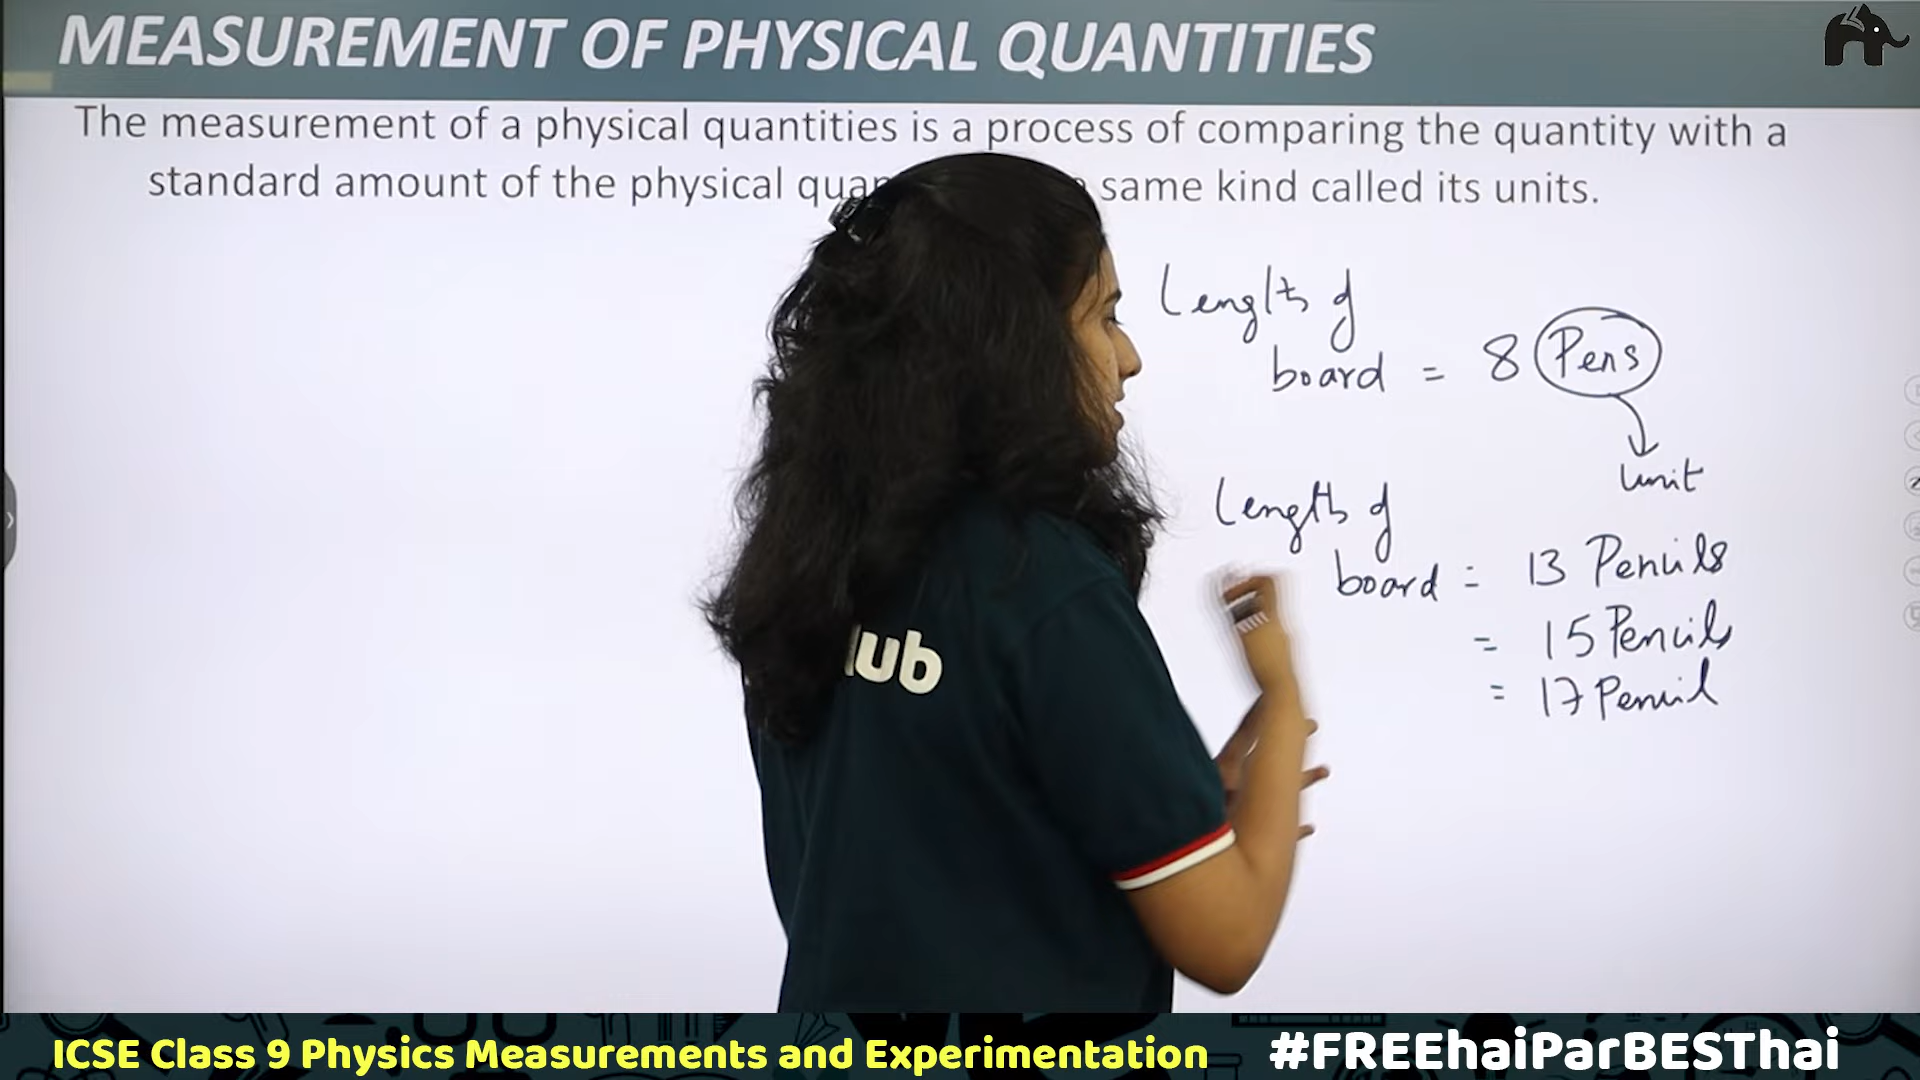 MEASUREMENT OF PHYSICAL QUANTITIES
The measurement of a physical quantities is a process of comparing the quantity with a
standard amount of the physical quan same kind called its units.
Length of
board = 8 Pens
unit
Length of
board = 13 Pencils
= 15 Pencils
= 17 Pencil
lub
ICSE Class 9 Physics Measurements and Experimentation
#FREEhaiParBESThai